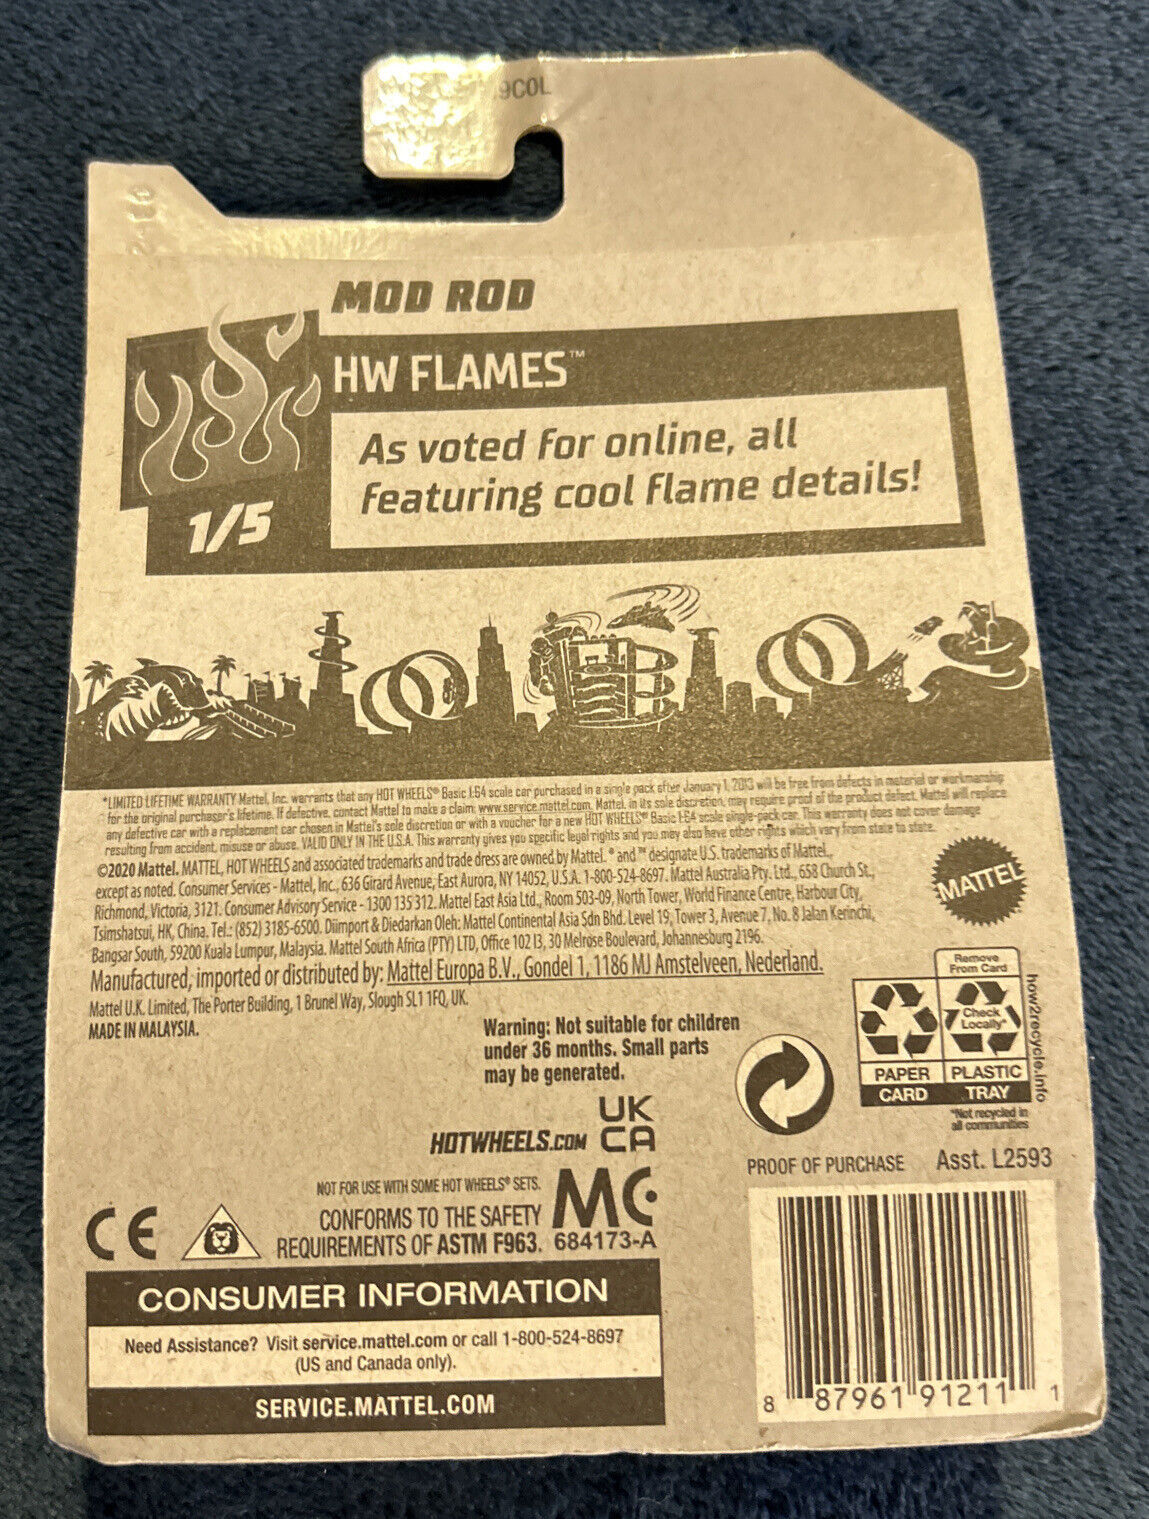 9COL
MOD ROD
HW FLAMES™
As voted for online, all
featuring cool flame details!
1/5
*LIMITED LIFETIME WARRANTY Mattel, Inc. warrants that any HOT WHEELS® Basic 1:64 scale car purchased in a single pack after January 1, 2013 will be free from defects in material or workmanship
for the original purchaser's lifetime. If defective, contact Mattel to make a claim: www.service.mattel.com. Mattel, in its sole discretion, may require proof of the product defect. Mattel will replace
any defective car with a replacement car chosen in Mattel's sole discretion or with a voucher for a new HOT WHEELS® Basic 1:64 scale single-pack car. This warranty does not cover damage
resulting from accident, misuse or abuse. VALID ONLY IN THE U.S.A. This warranty gives you specific legal rights and you may also have other rights which vary from state to state.
©2020 Mattel. MATTEL, HOT WHEELS and associated trademarks and trade dress are owned by Mattel. ® and ™ designate U.S. trademarks of Mattel,
except as noted. Consumer Services - Mattel, Inc., 636 Girard Avenue, East Aurora, NY 14052, U.S.A. 1-800-524-8697. Mattel Australia Pty. Ltd., 658 Church St.,
Richmond, Victoria, 3121. Consumer Advisory Service - 1300 135 312. Mattel East Asia Ltd., Room 503-09, North Tower, World Finance Centre, Harbour City,
Tsimshatsui, HK, China. Tel.: (852) 3185-6500. Diimport & Diedarkan Oleh: Mattel Continental Asia Sdn Bhd. Level 19, Tower 3, Avenue 7, No. 8 Jalan Kerinchi,
Bangsar South, 59200 Kuala Lumpur, Malaysia. Mattel South Africa (PTY) LTD, Office 102 I3, 30 Melrose Boulevard, Johannesburg 2196.
Manufactured, imported or distributed by: Mattel Europa B.V., Gondel 1, 1186 MJ Amstelveen, Nederland.
Mattel U.K. Limited, The Porter Building, 1 Brunel Way, Slough SL1 1FQ, UK.
MADE IN MALAYSIA.
MATTEL
Warning: Not suitable for children
under 36 months. Small parts
may be generated.
Remove
From Card
Check
Locally*
PAPER PLASTIC
CARD TRAY
*Not recycled in
all communities
how2recycle.info
UK
CA
HOTWHEELS.COM
PROOF OF PURCHASE Asst. L2593
NOT FOR USE WITH SOME HOT WHEELS® SETS.
CONFORMS TO THE SAFETY
REQUIREMENTS OF ASTM F963.
MC
684173-A
CE
CONSUMER INFORMATION
Need Assistance? Visit service.mattel.com or call 1-800-524-8697
(US and Canada only).
SERVICE.MATTEL.COM
8 87961 91211 1